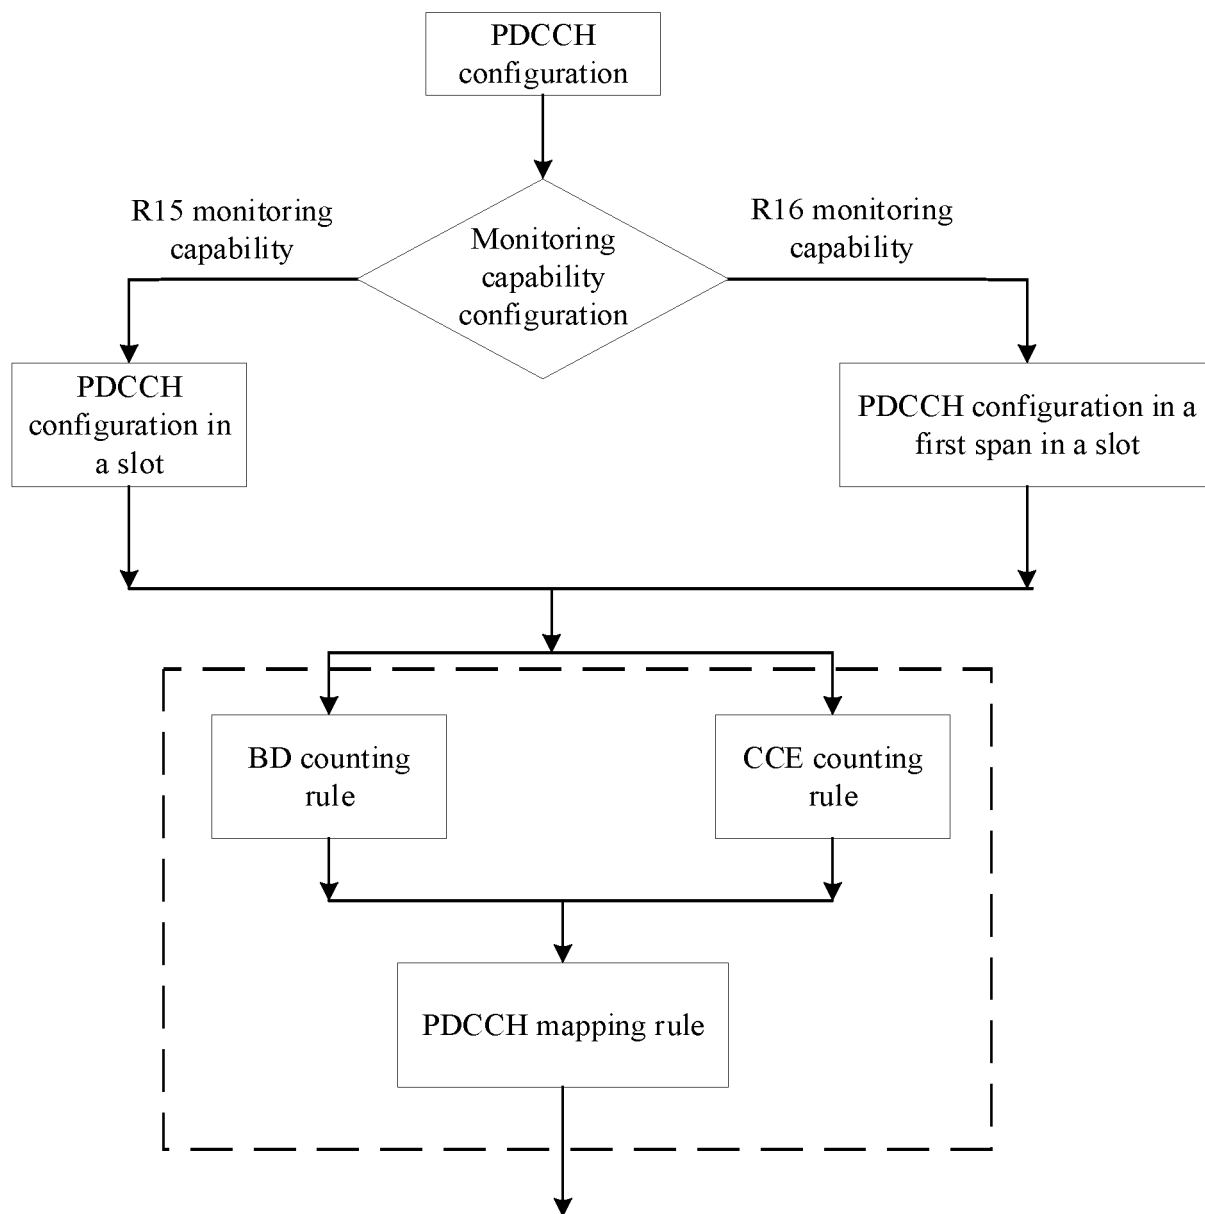 PDCCH
configuration
R15 monitoring
capability
Monitoring
capability
configuration
R16 monitoring
capability
PDCCH
configuration in
a slot
PDCCH configuration in a
first span in a slot
BD counting
rule
CCE counting
rule
PDCCH mapping rule